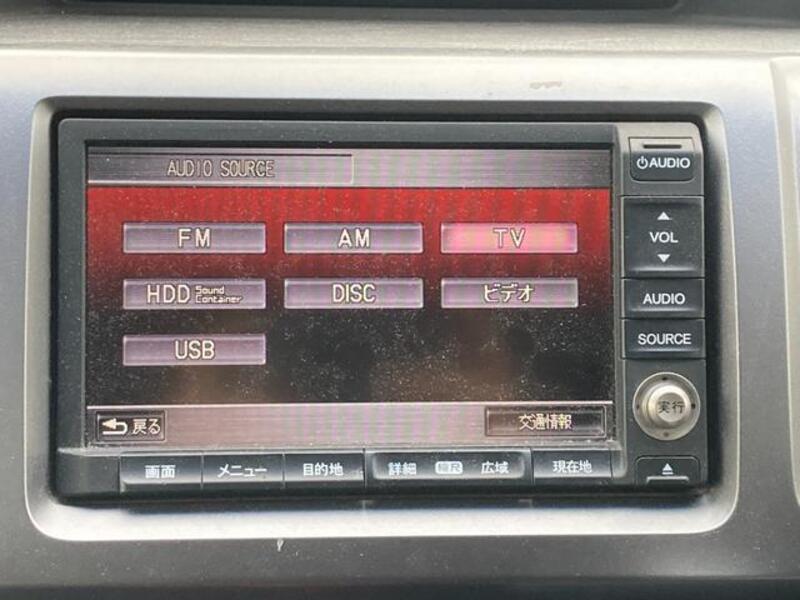 AUDIO SOURCE
FM AM TV
HDD Sound Container DISC ビデオ
USB
戻る 交通情報
AUDIO
VOL
AUDIO
SOURCE
実行
画面 メニュー 目的地 詳細 縮尺 広域 現在地